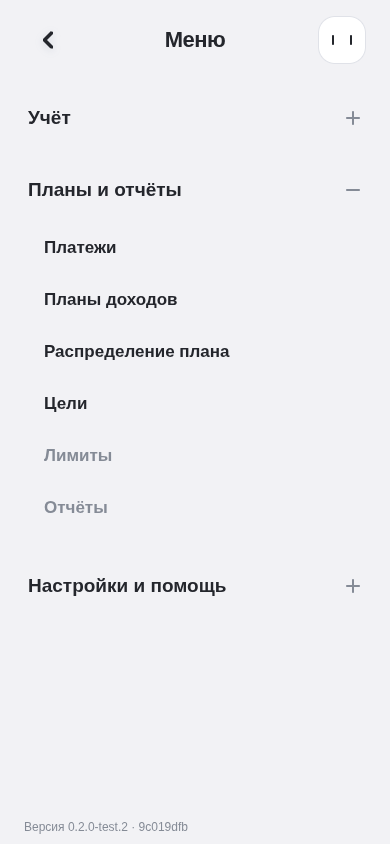 Меню
Учёт
Планы и отчёты
Платежи
Планы доходов
Распределение плана
Цели
Лимиты
Отчёты
Настройки и помощь
Версия 0.2.0-test.2 · 9c019dfb